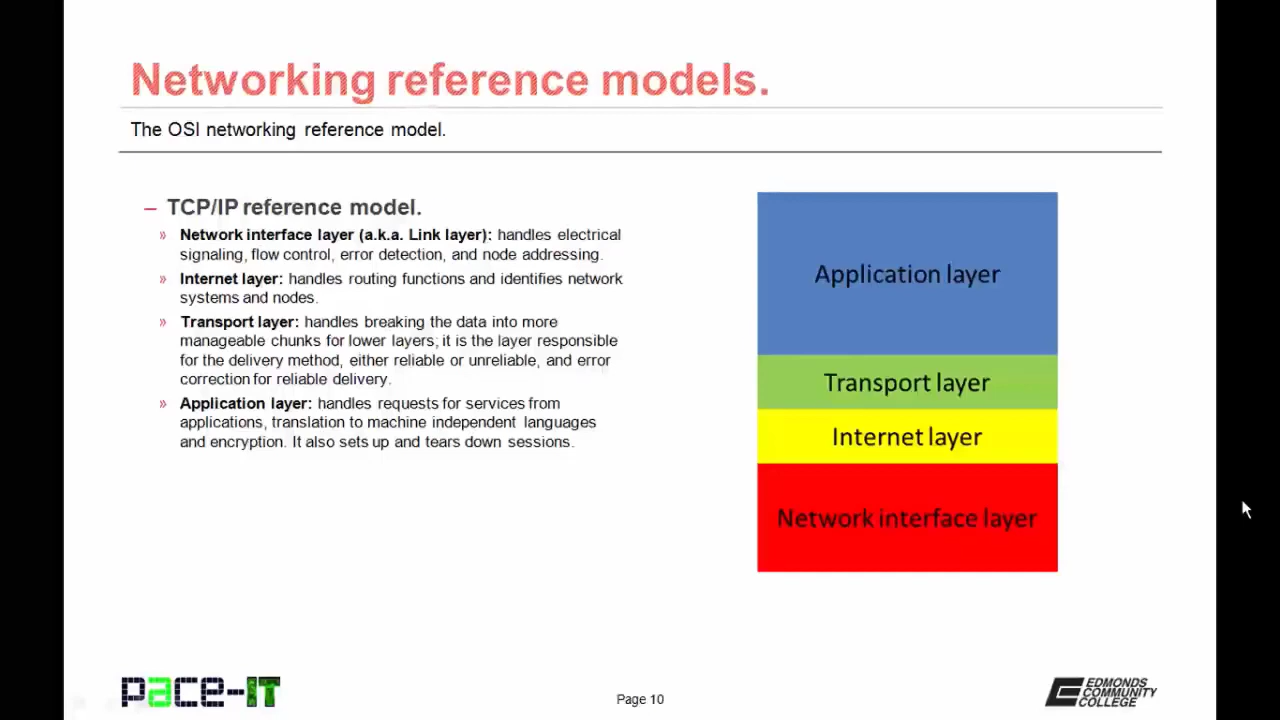 Networking reference models.
The OSI networking reference model.
– TCP/IP reference model.
» Network interface layer (a.k.a. Link layer): handles electrical
signaling, flow control, error detection, and node addressing.
» Internet layer: handles routing functions and identifies network
systems and nodes.
» Transport layer: handles breaking the data into more
manageable chunks for lower layers; it is the layer responsible
for the delivery method, either reliable or unreliable, and error
correction for reliable delivery.
» Application layer: handles requests for services from
applications, translation to machine independent languages
and encryption. It also sets up and tears down sessions.
Application layer
Transport layer
Internet layer
Network interface layer
pace-IT
Page 10
EDMONDS
COMMUNITY
COLLEGE